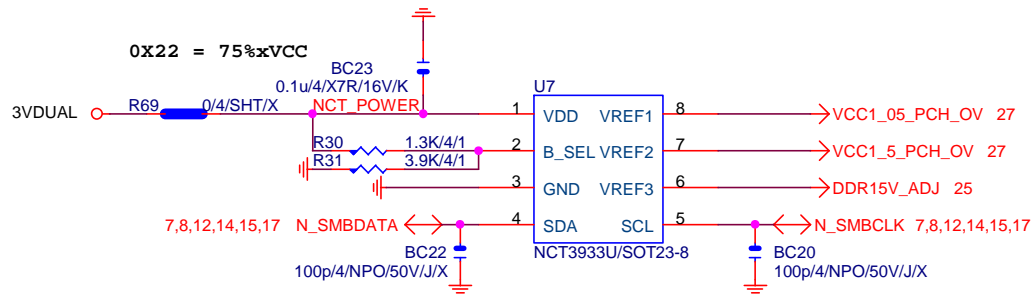 0X22 = 75%xVCC
BC23
0.1u/4/X7R/16V/K
U7
3VDUAL R69 0/4/SHT/X NCT_POWER 1 VDD VREF1 8 VCC1_05_PCH_OV 27
R30 1.3K/4/1 2 B_SEL VREF2 7 VCC1_5_PCH_OV 27
R31 3.9K/4/1
3 GND VREF3 6 DDR15V_ADJ 25
7,8,12,14,15,17 N_SMBDATA 4 SDA SCL 5 N_SMBCLK 7,8,12,14,15,17
BC22 NCT3933U/SOT23-8 BC20
100p/4/NPO/50V/J/X 100p/4/NPO/50V/J/X